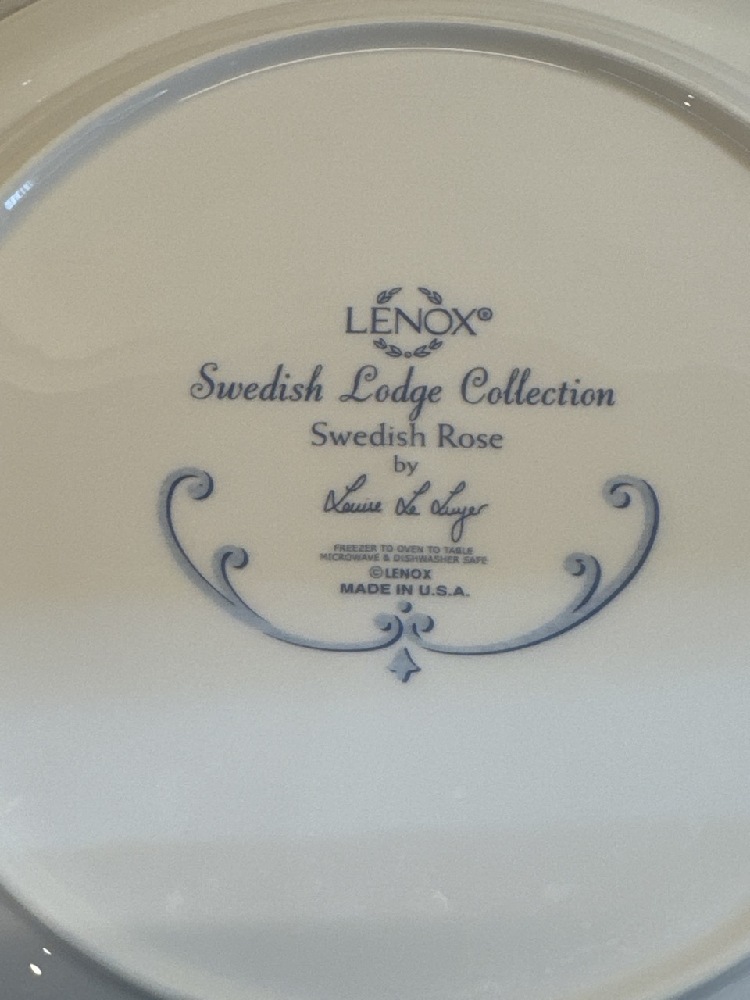 LENOX®
Swedish Lodge Collection
Swedish Rose
by
Louise Le Luyer
FREEZER TO OVEN TO TABLE
MICROWAVE & DISHWASHER SAFE
©LENOX
MADE IN U.S.A.